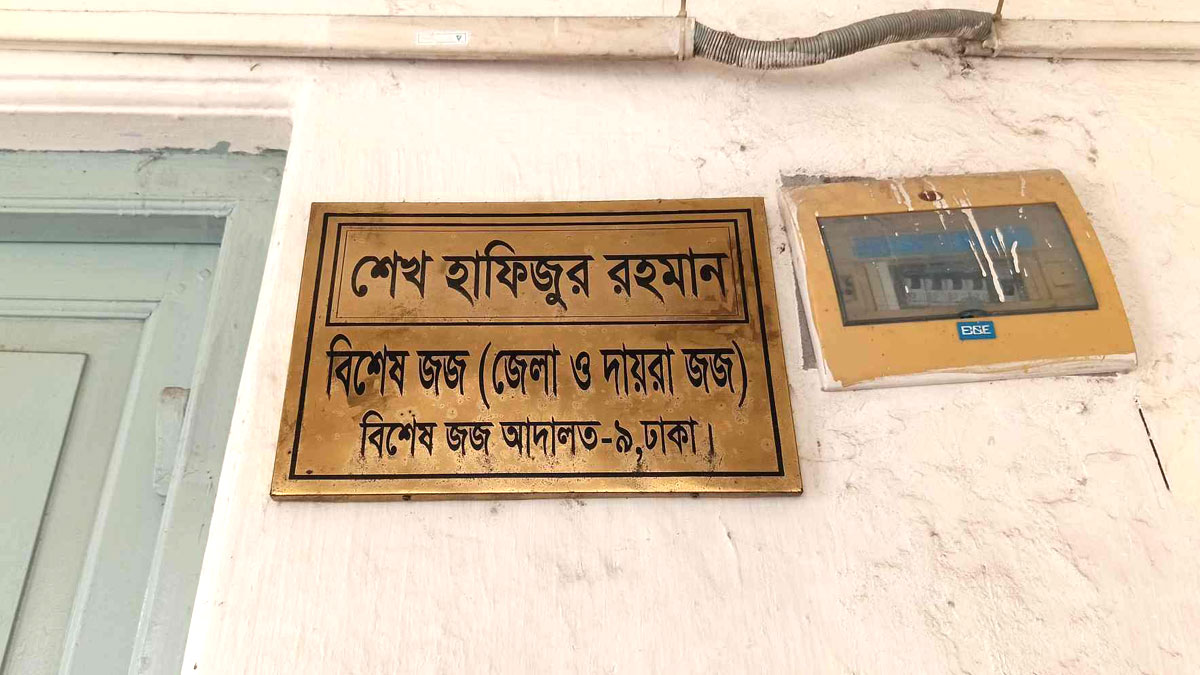 শেখ হাফিজুর রহমান
বিশেষ জজ (জেলা ও দায়রা জজ)
বিশেষ জজ আদালত-৯,ঢাকা।